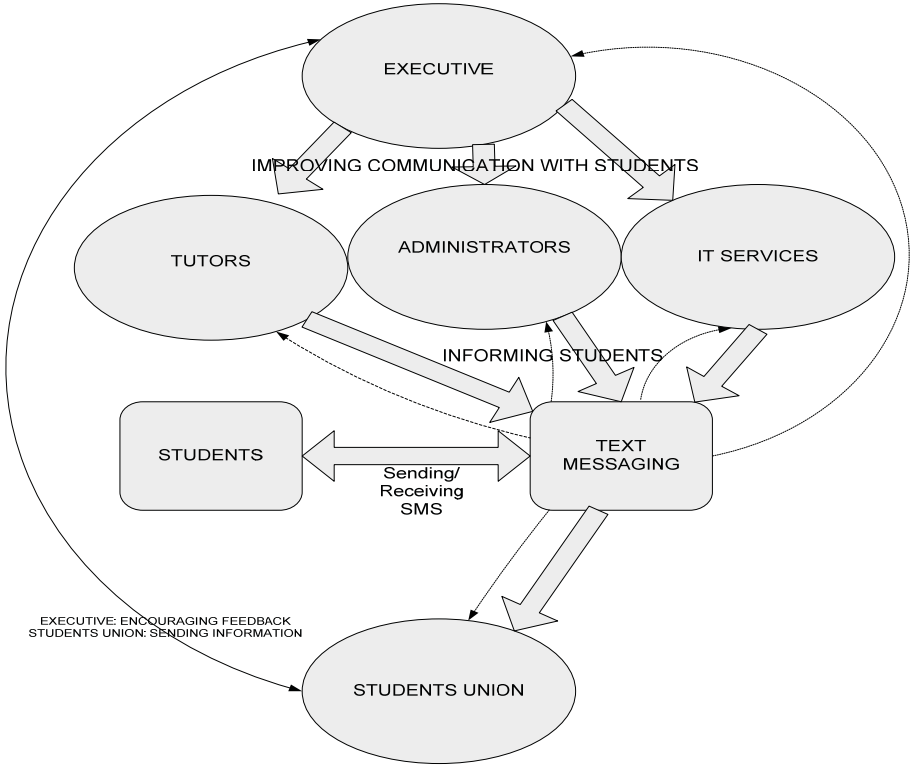 EXECUTIVE
IMPROVING COMMUNICATION WITH STUDENTS
TUTORS
ADMINISTRATORS
IT SERVICES
INFORMING STUDENTS
STUDENTS
TEXT
MESSAGING
Sending/
Receiving
SMS
EXECUTIVE: ENCOURAGING FEEDBACK
STUDENTS UNION: SENDING INFORMATION
STUDENTS UNION